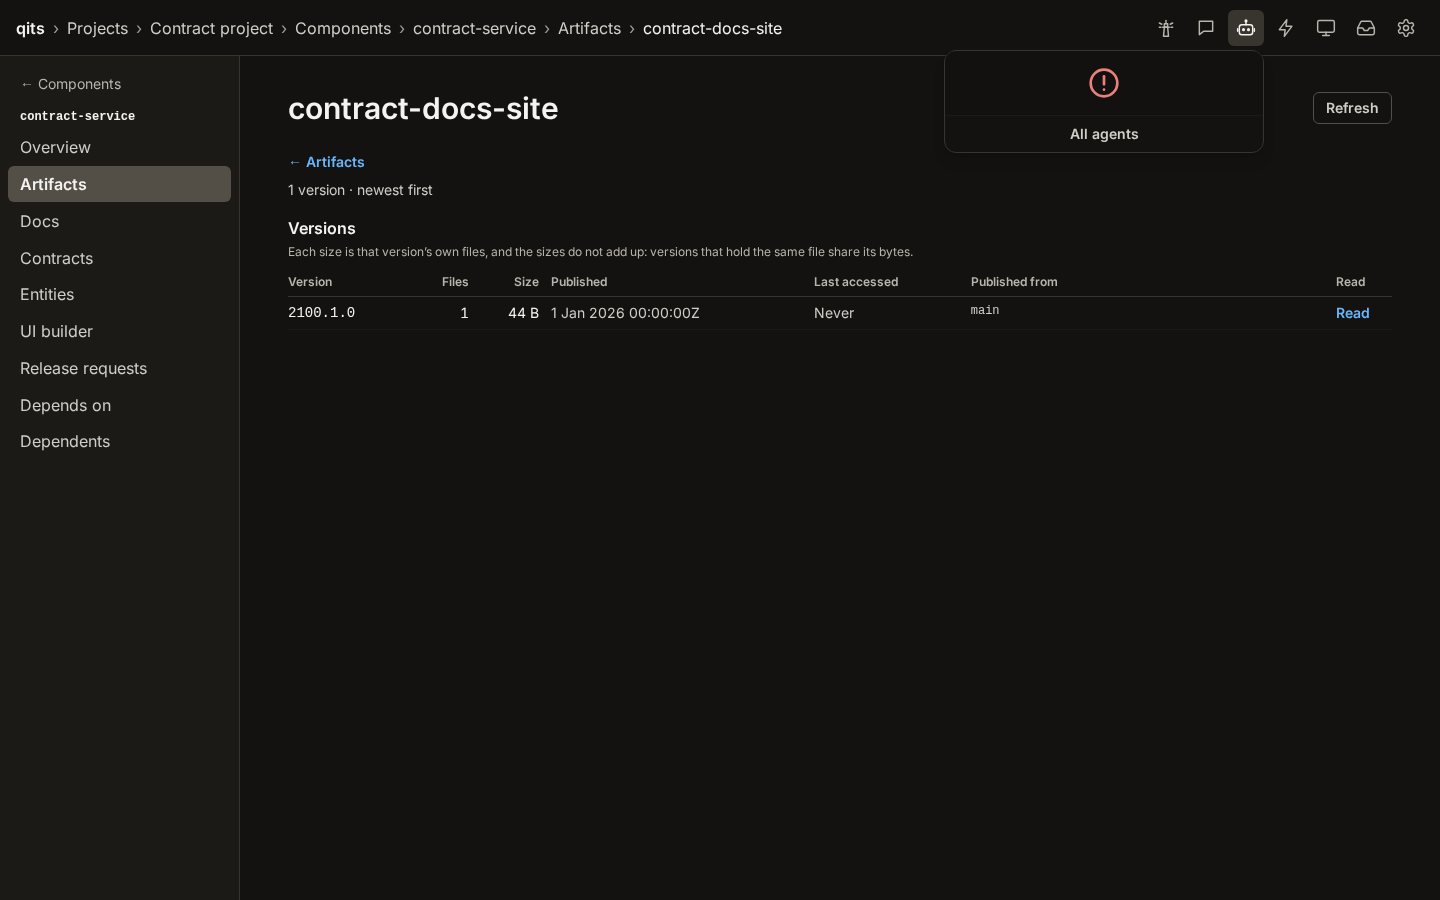 qits › Projects › Contract project › Components › contract-service › Artifacts › contract-docs-site
← Components
contract-service
Overview
Artifacts
Docs
Contracts
Entities
UI builder
Release requests
Depends on
Dependents
All agents
contract-docs-site
Refresh
← Artifacts
1 version · newest first
Versions
Each size is that version’s own files, and the sizes do not add up: versions that hold the same file share its bytes.
Version Files Size Published Last accessed Published from Read
2100.1.0 1 44 B 1 Jan 2026 00:00:00Z Never main Read